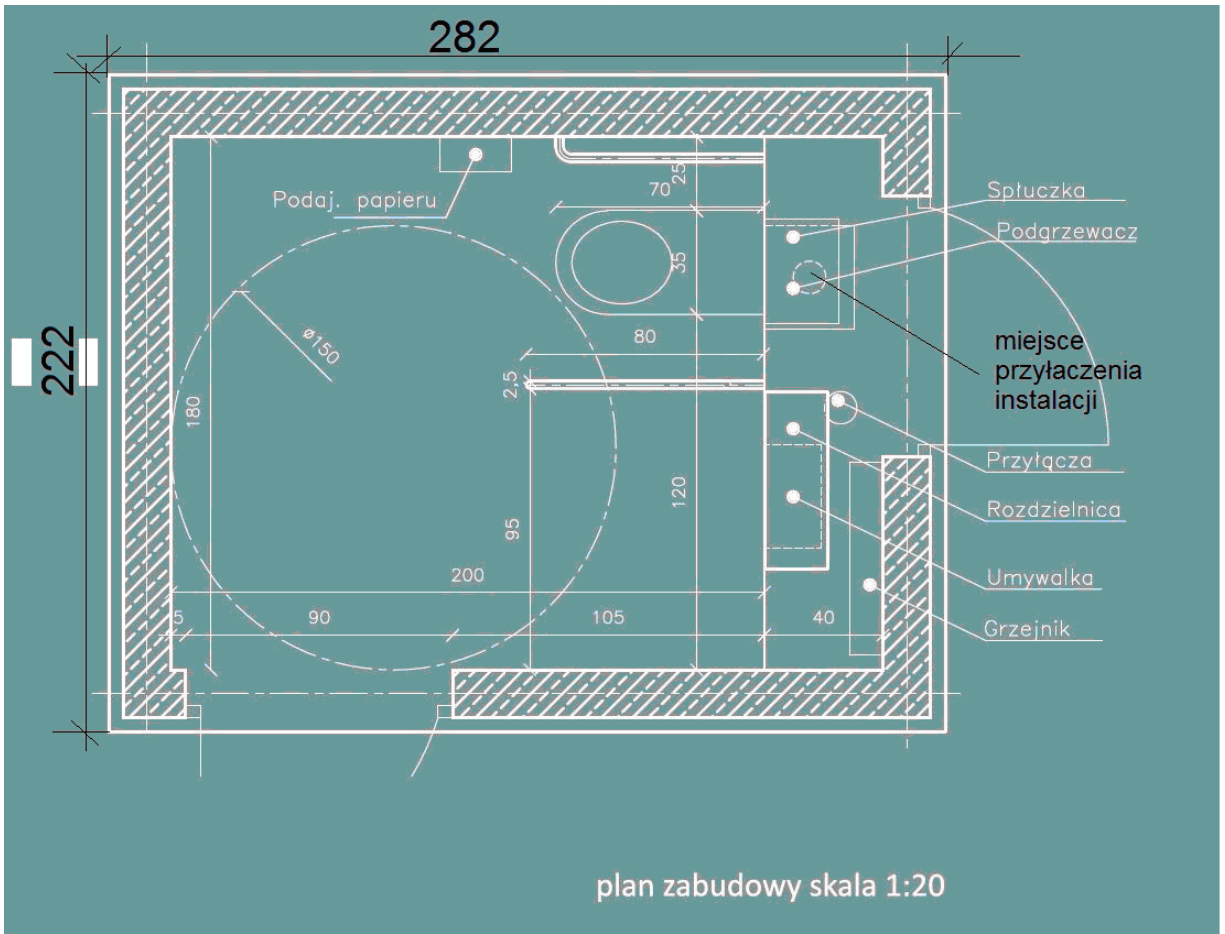 282
Spłuczka
70
25
Podaj. papieru
Podgrzewacz
35
ø150
miejsce
przyłaczenia
instalacji
80
222
2,5
180
Przyłącza
120
Rozdzielnica
95
200
Umywalka
5
90
105
40
Grzejnik
plan zabudowy skala 1:20